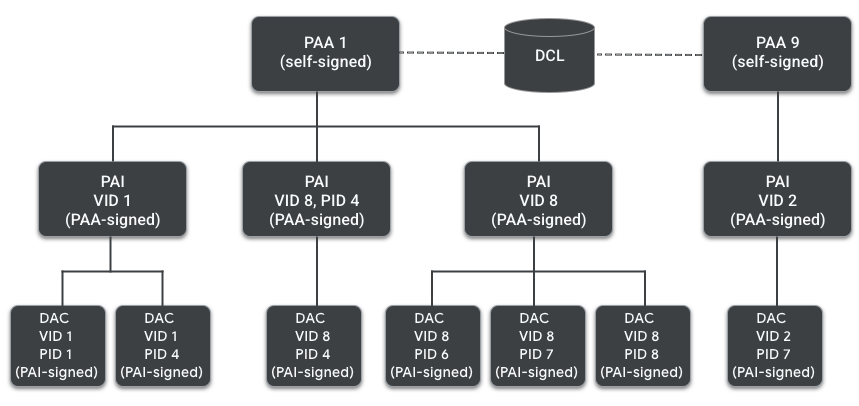 PAA 1
(self-signed)
DCL
PAA 9
(self-signed)
PAI
VID 1
(PAA-signed)
PAI
VID 8, PID 4
(PAA-signed)
PAI
VID 8
(PAA-signed)
PAI
VID 2
(PAA-signed)
DAC
VID 1
PID 1
(PAI-signed)
DAC
VID 1
PID 4
(PAI-signed)
DAC
VID 8
PID 4
(PAI-signed)
DAC
VID 8
PID 6
(PAI-signed)
DAC
VID 8
PID 7
(PAI-signed)
DAC
VID 8
PID 8
(PAI-signed)
DAC
VID 2
PID 7
(PAI-signed)